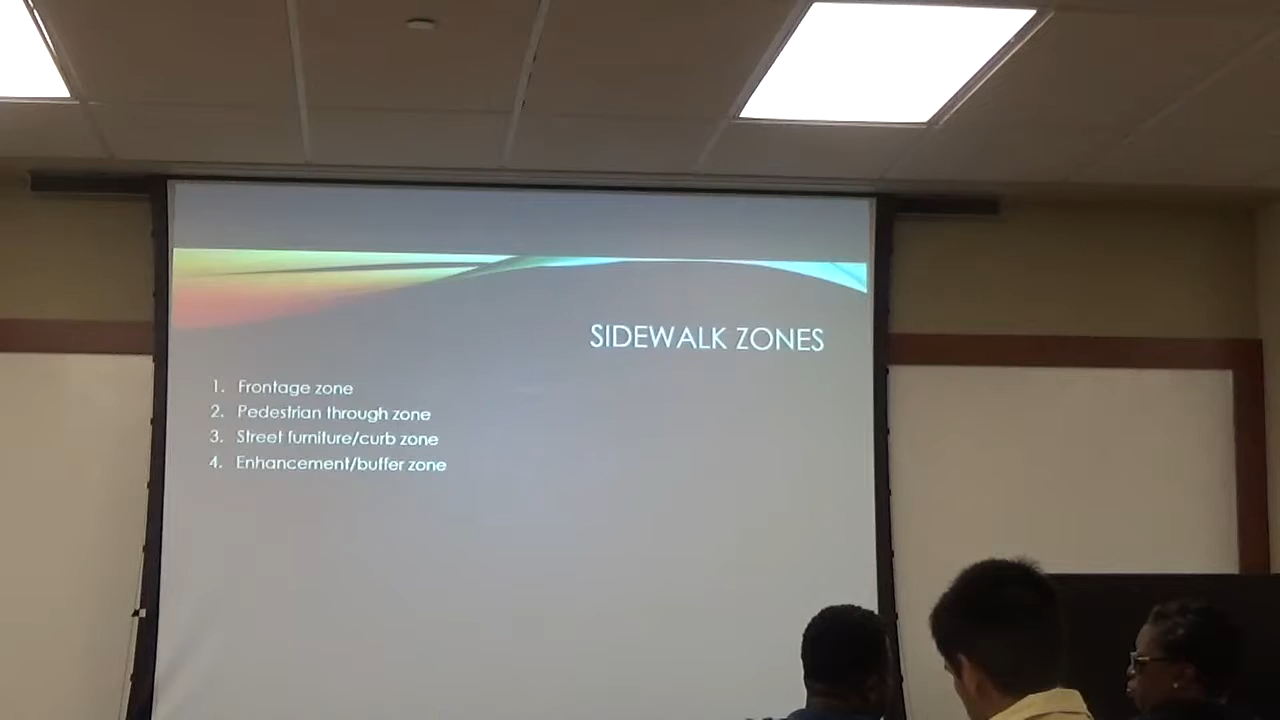 SIDEWALK ZONES
1. Frontage zone
2. Pedestrian through zone
3. Street furniture/curb zone
4. Enhancement/buffer zone